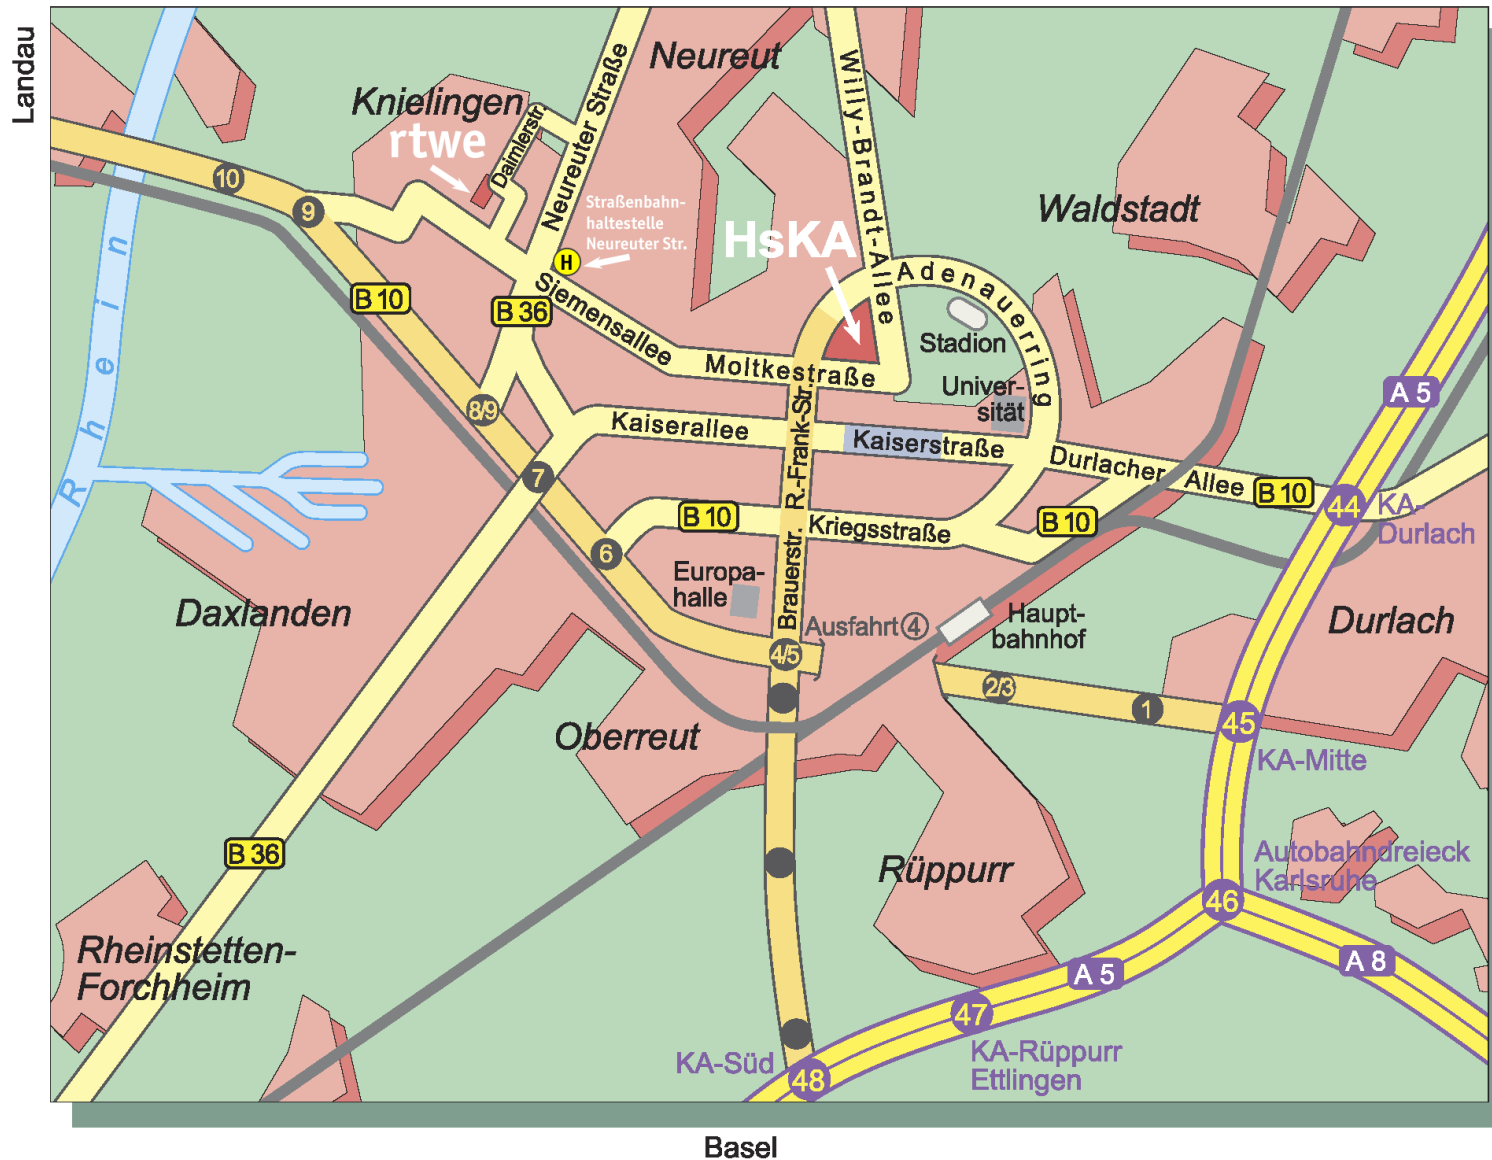 Landau
Neureut
Knielingen
rtwe
Daimlerstr.
Neureuter Straße
Willy-Brandt-Allee
10
9
Straßenbahn-
haltestelle
Neureuter Str.
H
HsKA
Waldstadt
Adenauerring
B 10
B 36
Siemensallee
Stadion
Moltkestraße
Univer-
sität
A 5
Rhein
8/9
Kaiserallee
Kaiserstraße
R.-Frank-Str.
Durlacher Allee
B 10
7
44
KA-
Durlach
B 10
Kriegsstraße
B 10
6
Europa-
halle
Brauerstr.
Ausfahrt 4
Haupt-
bahnhof
Daxlanden
Durlach
4/5
2/3
1
45
KA-Mitte
Oberreut
B 36
Rüppurr
Autobahndreieck
Karlsruhe
46
A 5
A 8
Rheinstetten-
Forchheim
47
KA-Rüppurr
Ettlingen
KA-Süd
48
Basel